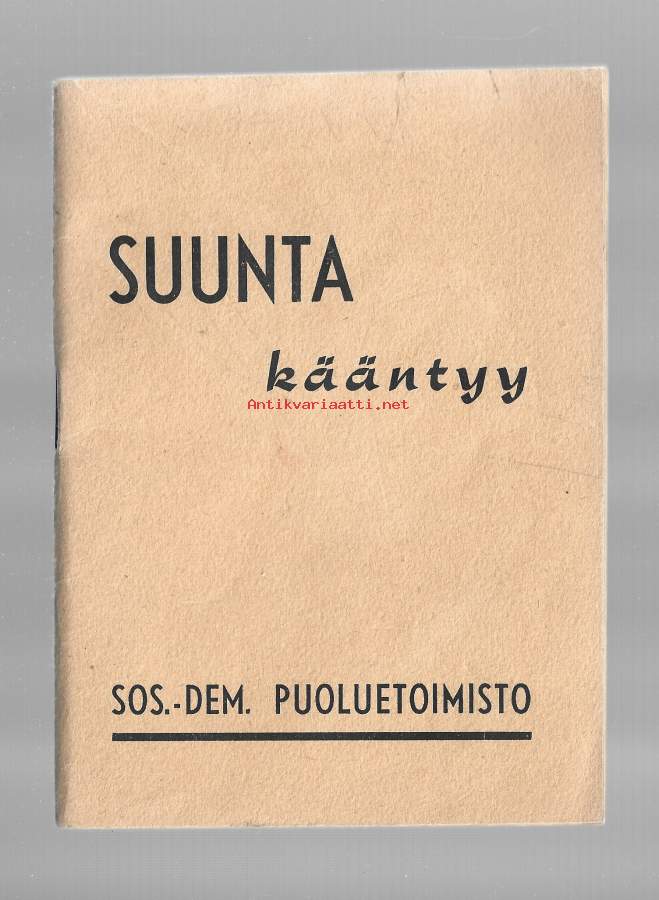 SUUNTA
kääntyy
Antikvariaatti.net
SOS.-DEM. PUOLUETOIMISTO